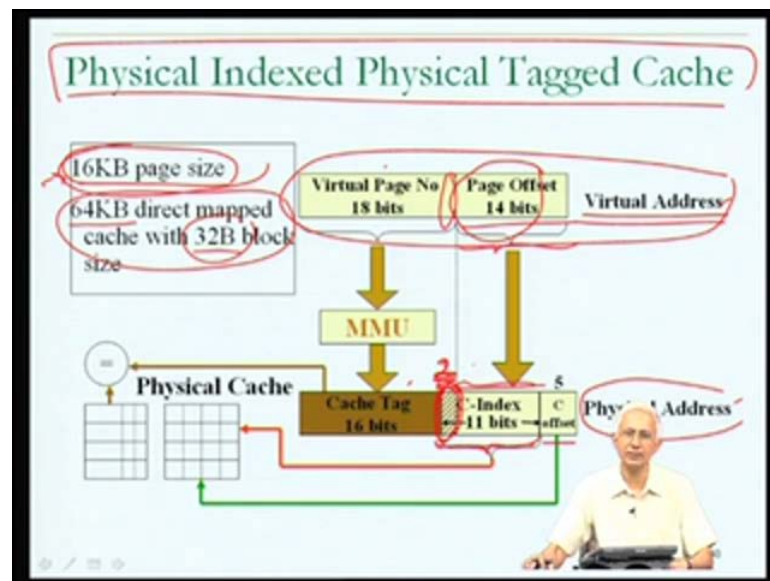 Physical Indexed Physical Tagged Cache
16KB page size
64KB direct mapped
cache with 32B block
size
Virtual Page No
18 bits
Page Offset
14 bits
Virtual Address
MMU
Physical Cache
Cache Tag
16 bits
2
C-Index
11 bits
5
C
offset
Address